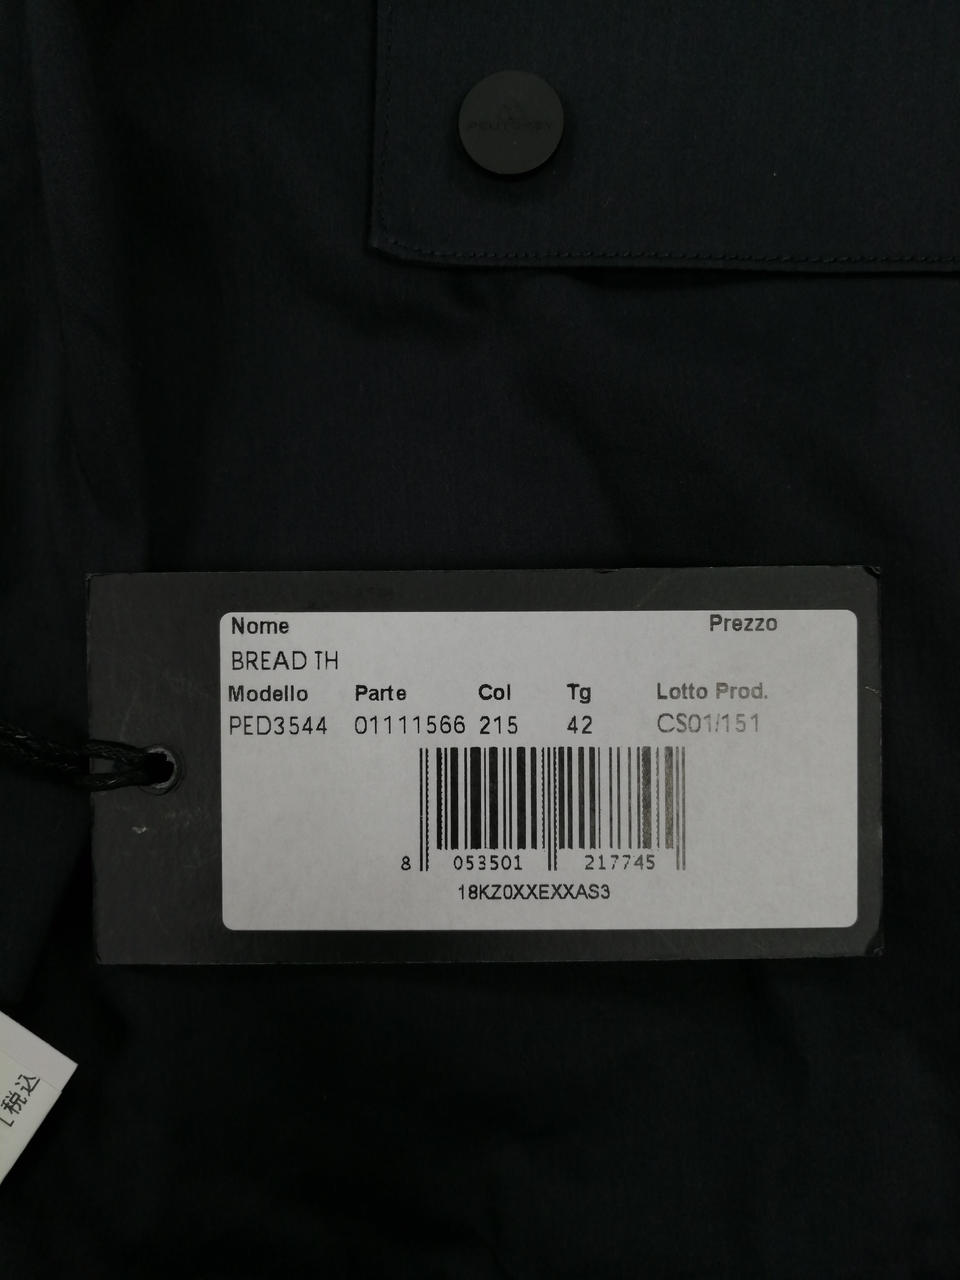 PEUTEREY
Nome Prezzo
BREAD TH
Modello Parte Col Tg Lotto Prod.
PED3544 01111566 215 42 CS01/151
8 053501 217745
18KZ0XXEXXAS3
税込